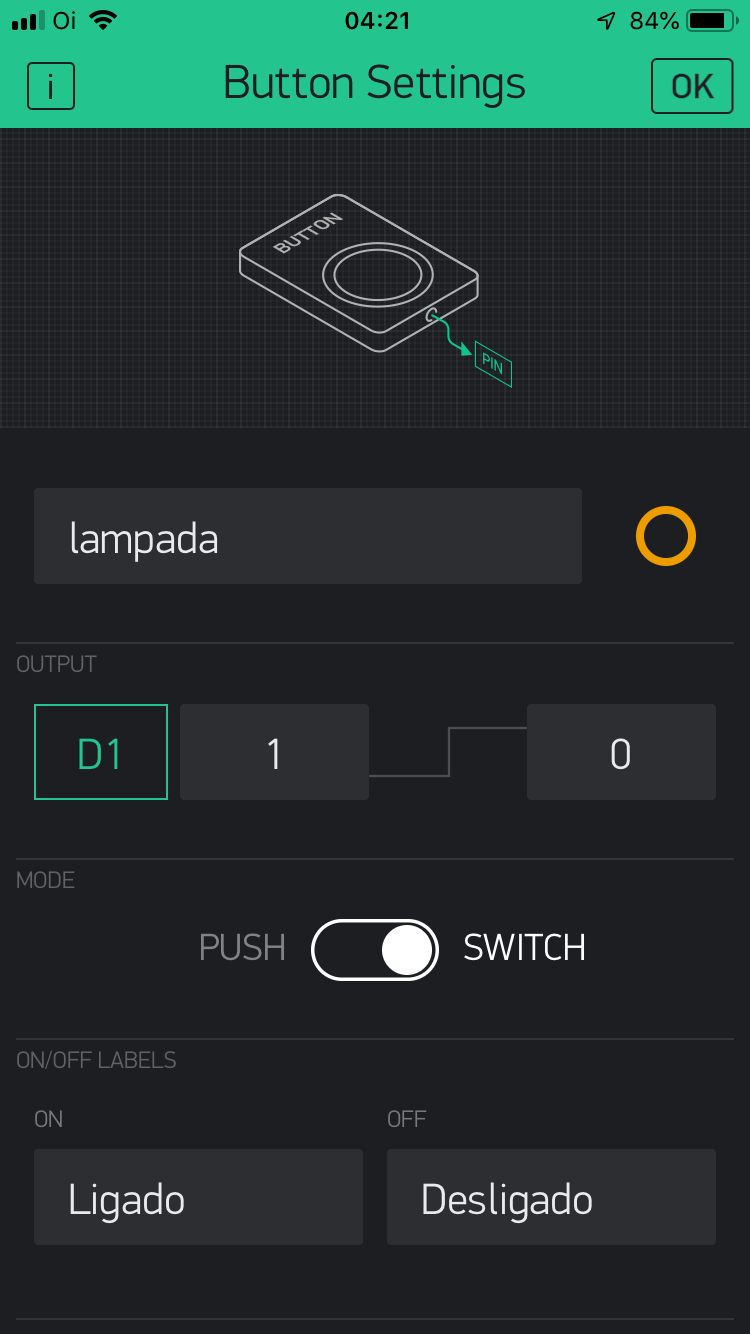 Oi 04:21 84%
i Button Settings OK
BUTTON
PIN
lampada
OUTPUT
D1 1 0
MODE
PUSH SWITCH
ON/OFF LABELS
ON OFF
Ligado Desligado